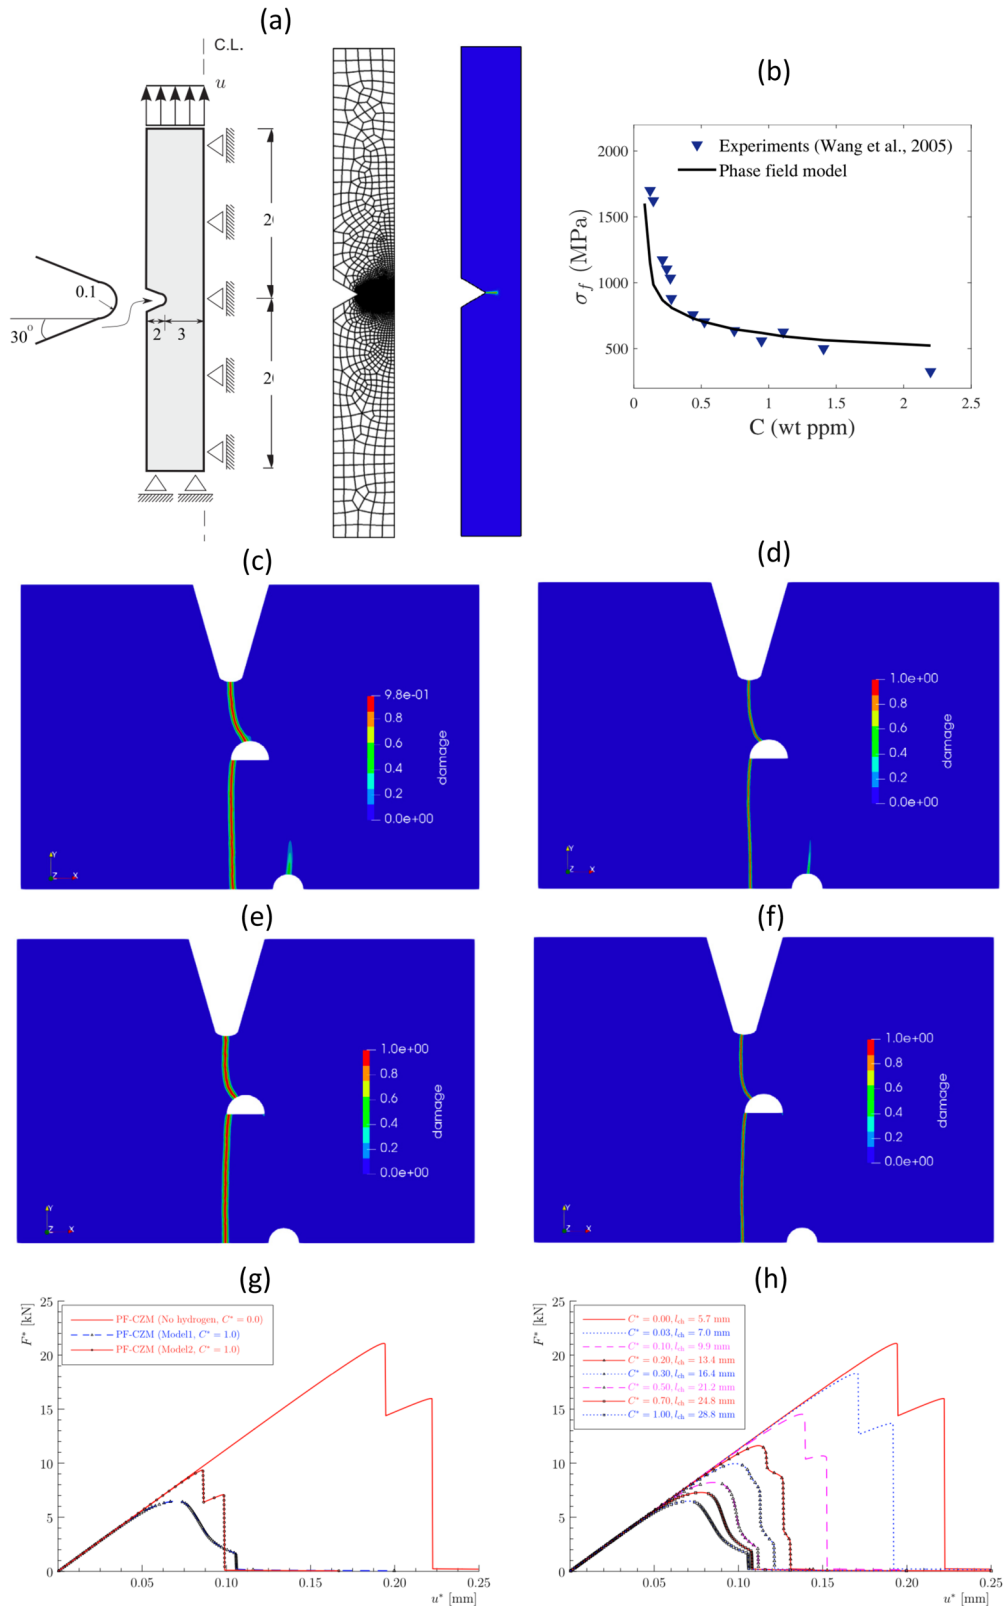 (a)
C.L.
u
0.1
30°
2
3
2(
2(
(b)
Experiments (Wang et al., 2005)
Phase field model
2000
1500
1000
500
σf (MPa)
0
0.5
1
1.5
2
2.5
C (wt ppm)
(c)
9.8e-01
0.8
0.6
0.4
0.2
0.0e+00
damage
Y
Z
X
(d)
1.0e+00
0.8
0.6
0.4
0.2
0.0e+00
damage
Y
Z
X
(e)
1.0e+00
0.8
0.6
0.4
0.2
0.0e+00
damage
Y
Z
X
(f)
1.0e+00
0.8
0.6
0.4
0.2
0.0e+00
damage
Y
Z
X
(g)
F* [kN]
25
20
15
10
5
0
PF-CZM (No hydrogen, C* = 0.0)
PF-CZM (Model1, C* = 1.0)
PF-CZM (Model2, C* = 1.0)
0.05
0.10
0.15
0.20
0.25
u* [mm]
(h)
F* [kN]
25
20
15
10
5
0
C* = 0.00, lch = 5.7 mm
C* = 0.03, lch = 7.0 mm
C* = 0.10, lch = 9.9 mm
C* = 0.20, lch = 13.4 mm
C* = 0.30, lch = 16.4 mm
C* = 0.50, lch = 21.2 mm
C* = 0.70, lch = 24.8 mm
C* = 1.00, lch = 28.8 mm
0.05
0.10
0.15
0.20
0.25
u* [mm]